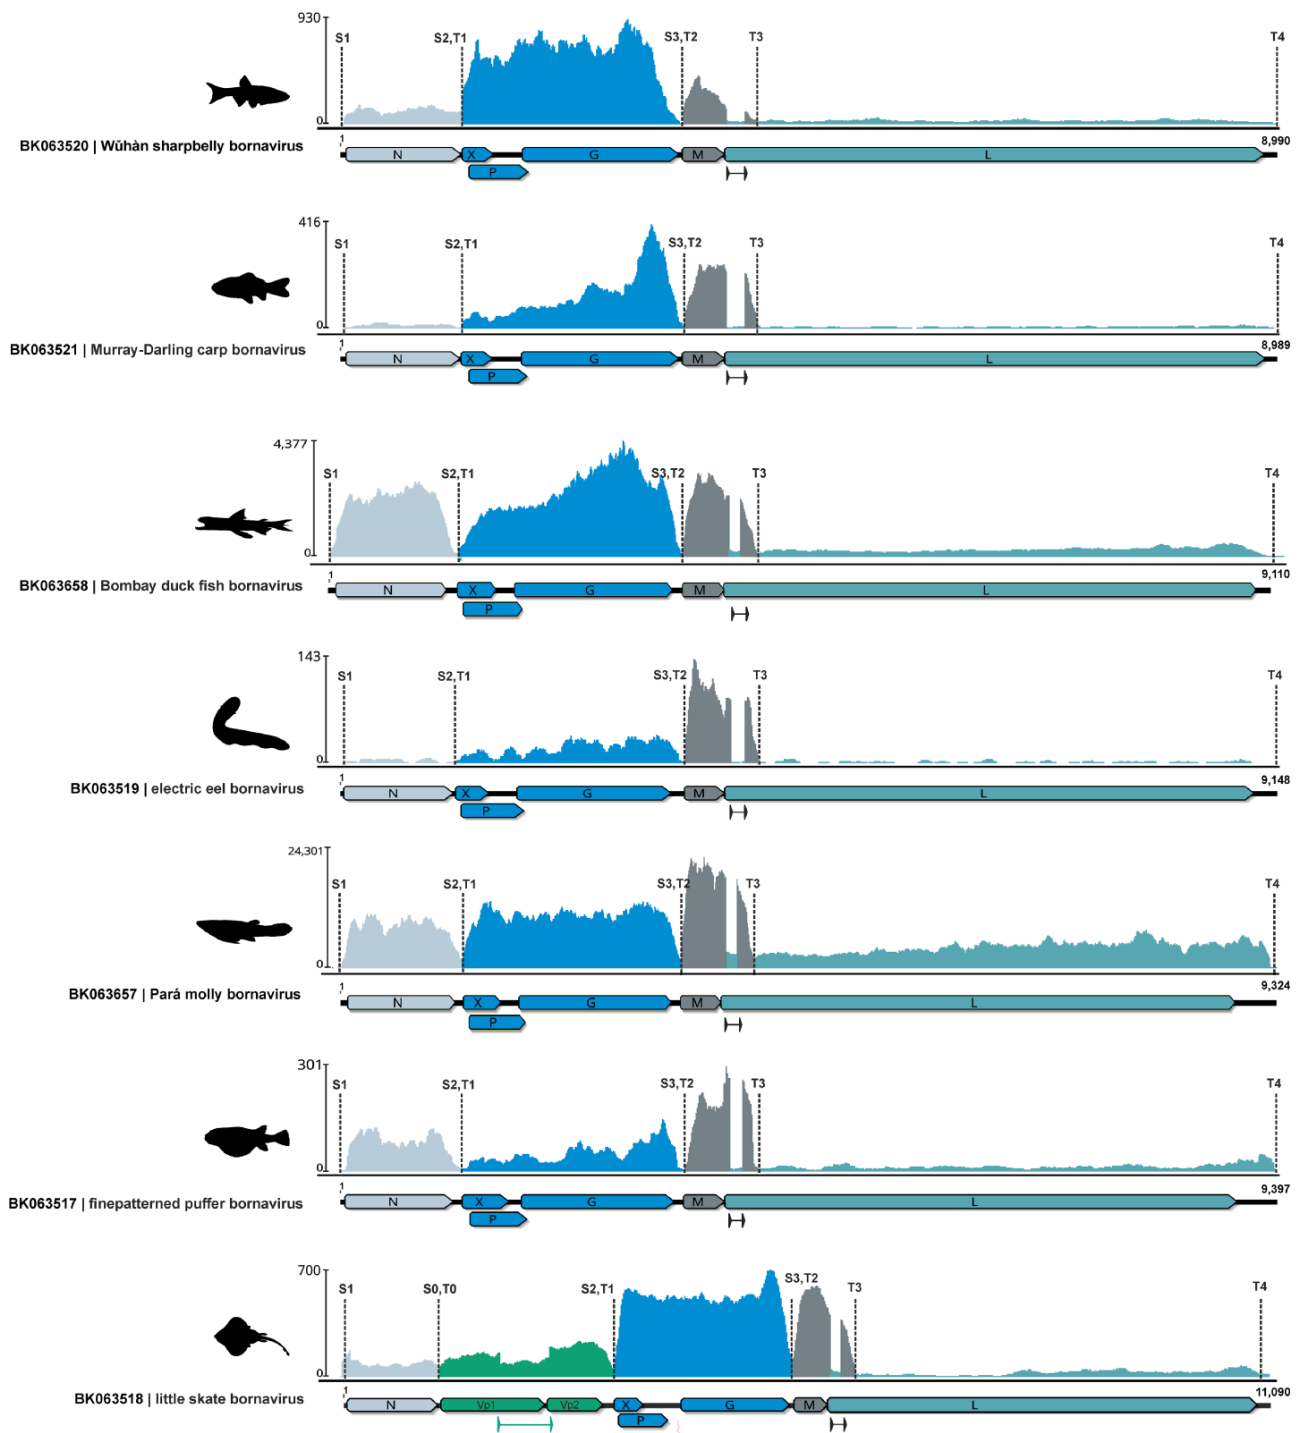 930
S1 S2,T1 S3,T2 T3 T4
0
BK063520 | Wǔhàn sharpbelly bornavirus
1 8,990
N X G M L
P
416
S1 S2,T1 S3,T2 T3 T4
0
BK063521 | Murray-Darling carp bornavirus
1 8,989
N X G M L
P
4,377
S1 S2,T1 S3,T2 T3 T4
0
BK063658 | Bombay duck fish bornavirus
1 9,110
N X G M L
P
143
S1 S2,T1 S3,T2 T3 T4
0
BK063519 | electric eel bornavirus
1 9,148
N X G M L
P
24,301
S1 S2,T1 S3,T2 T3 T4
0
BK063657 | Pará molly bornavirus
1 9,324
N X G M L
P
301
S1 S2,T1 S3,T2 T3 T4
0
BK063517 | finepatterned puffer bornavirus
1 9,397
N X G M L
P
700
S1 S0,T0 S2,T1 S3,T2 T3 T4
0
BK063518 | little skate bornavirus
1 11,090
N Vp1 Vp2 X G M L
P